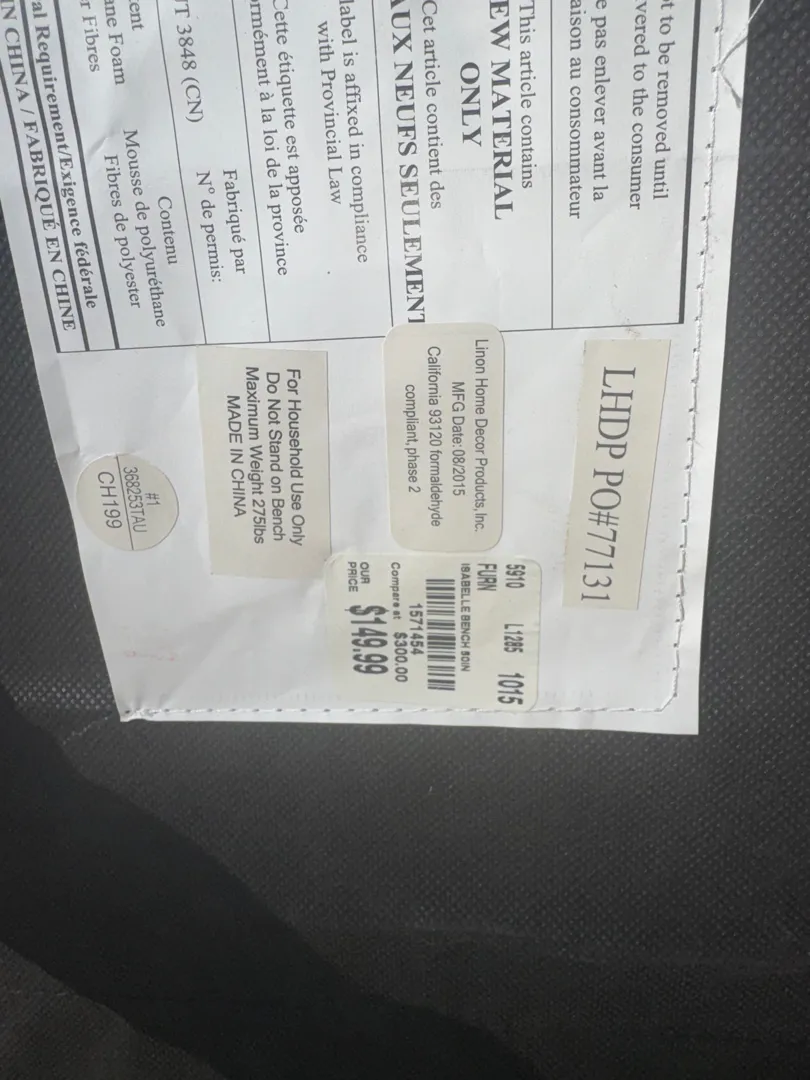 t to be removed until
vered to the consumer
e pas enlever avant la
aison au consommateur
This article contains
EW MATERIAL
ONLY
Cet article contient des
AUX NEUFS SEULEMENT
label is affixed in compliance
with Provincial Law
Cette étiquette est apposée
ormément à la loi de la province
Fabriqué par
UT 3848 (CN)
N° de permis:
Contenu
cent
Mousse de polyuréthane
ane Foam
Fibres de polyester
r Fibres
al Requirement/Exigence fédérale
IN CHINA / FABRIQUÉ EN CHINE
LHDP PO#77131
Linon Home Decor Products, Inc.
MFG Date: 08/2015
California 93120 formaldehyde
compliant, phase 2
For Household Use Only
Do Not Stand on Bench
Maximum Weight 275lbs
MADE IN CHINA
#1
368253TAU
CH199
5910 L1285 1015
FURN
ISABELLE BENCH 50IN
1571454
Compare at $300.00
OUR
PRICE $149.99